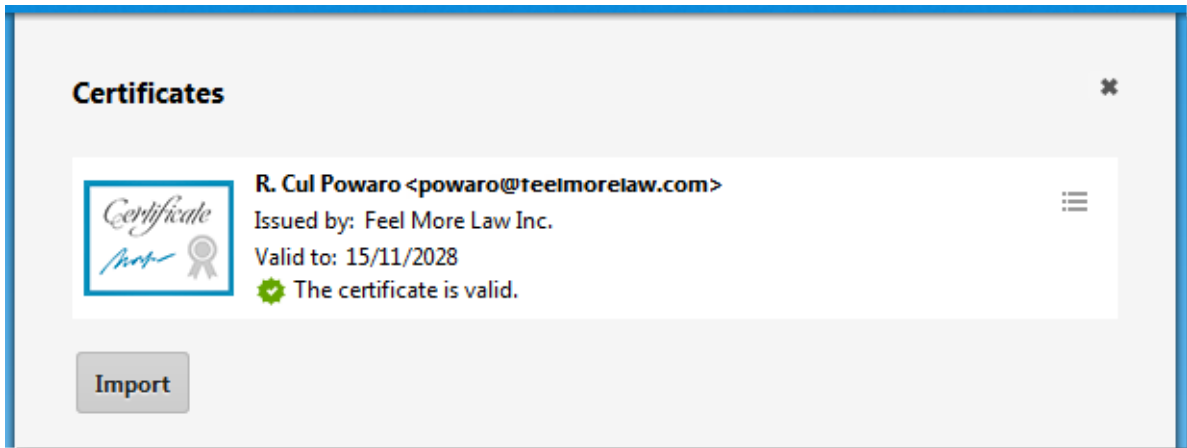 Certificates
Certificate
R. Cul Powaro <powaro@feelmorelaw.com>
Issued by: Feel More Law Inc.
Valid to: 15/11/2028
The certificate is valid.
Import